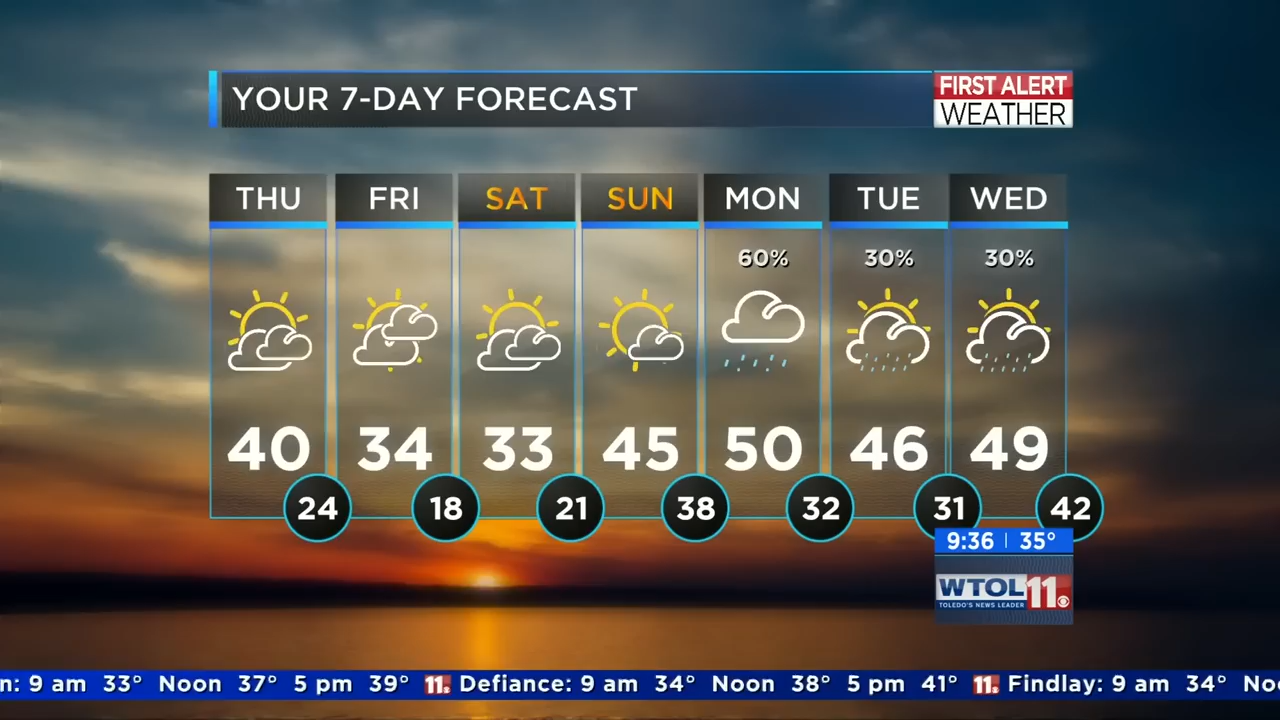 YOUR 7-DAY FORECAST
FIRST ALERT
WEATHER
THU FRI SAT SUN MON TUE WED
60% 30% 30%
40 34 33 45 50 46 49
24 18 21 38 32 31 42
9:36 35°
WTOL 11
TOLEDO'S NEWS LEADER
n: 9 am 33° Noon 37° 5 pm 39° 11 Defiance: 9 am 34° Noon 38° 5 pm 41° 11 Findlay: 9 am 34° Noo